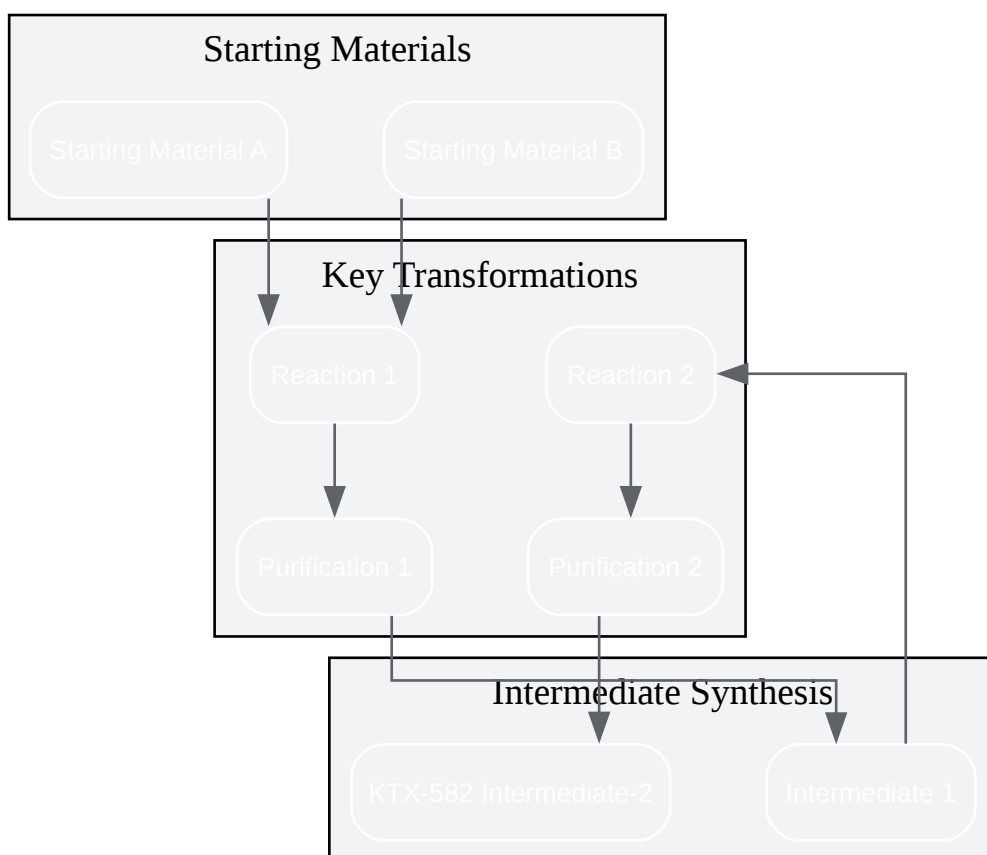 Starting Materials
Starting Material A
Starting Material B
Key Transformations
Reaction 1
Reaction 2
Purification 1
Purification 2
Intermediate Synthesis
KTX-582 Intermediate-2
Intermediate 1